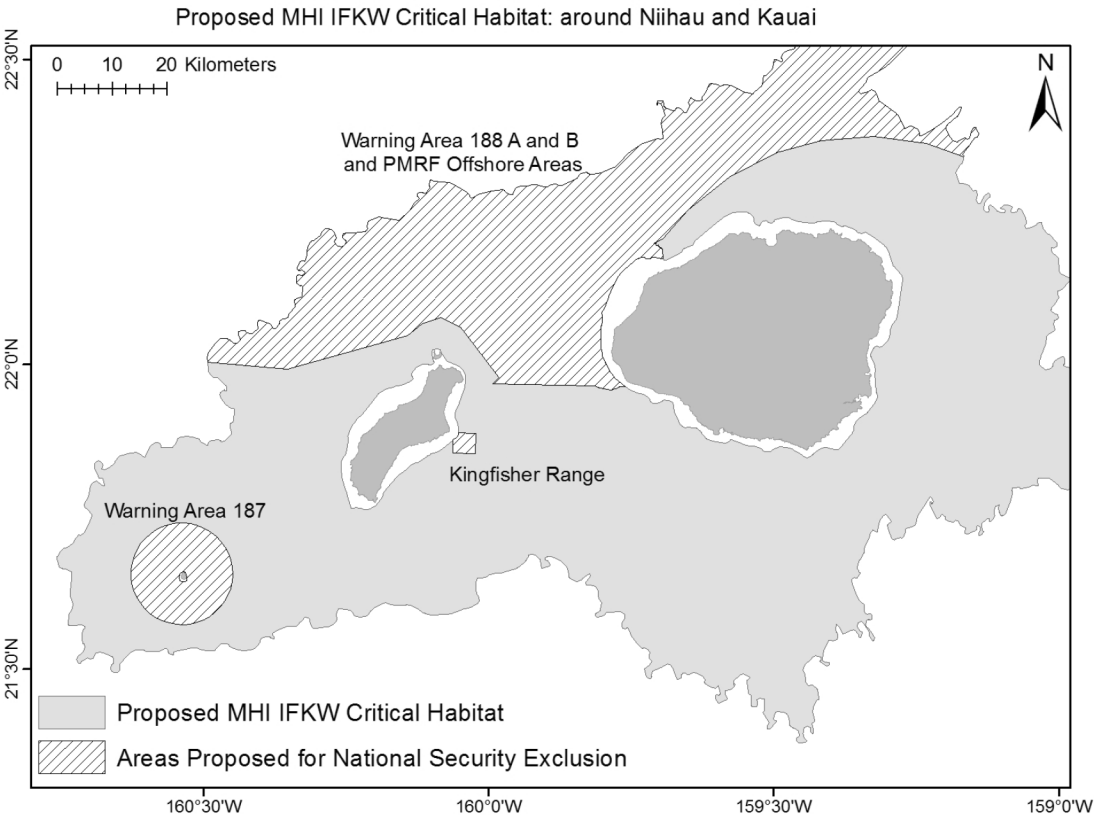 Proposed MHI IFKW Critical Habitat: around Niihau and Kauai
0 10 20 Kilometers
N
22°30'N
Warning Area 188 A and B
and PMRF Offshore Areas
22°0'N
Kingfisher Range
Warning Area 187
21°30'N
Proposed MHI IFKW Critical Habitat
Areas Proposed for National Security Exclusion
160°30'W 160°0'W 159°30'W 159°0'W